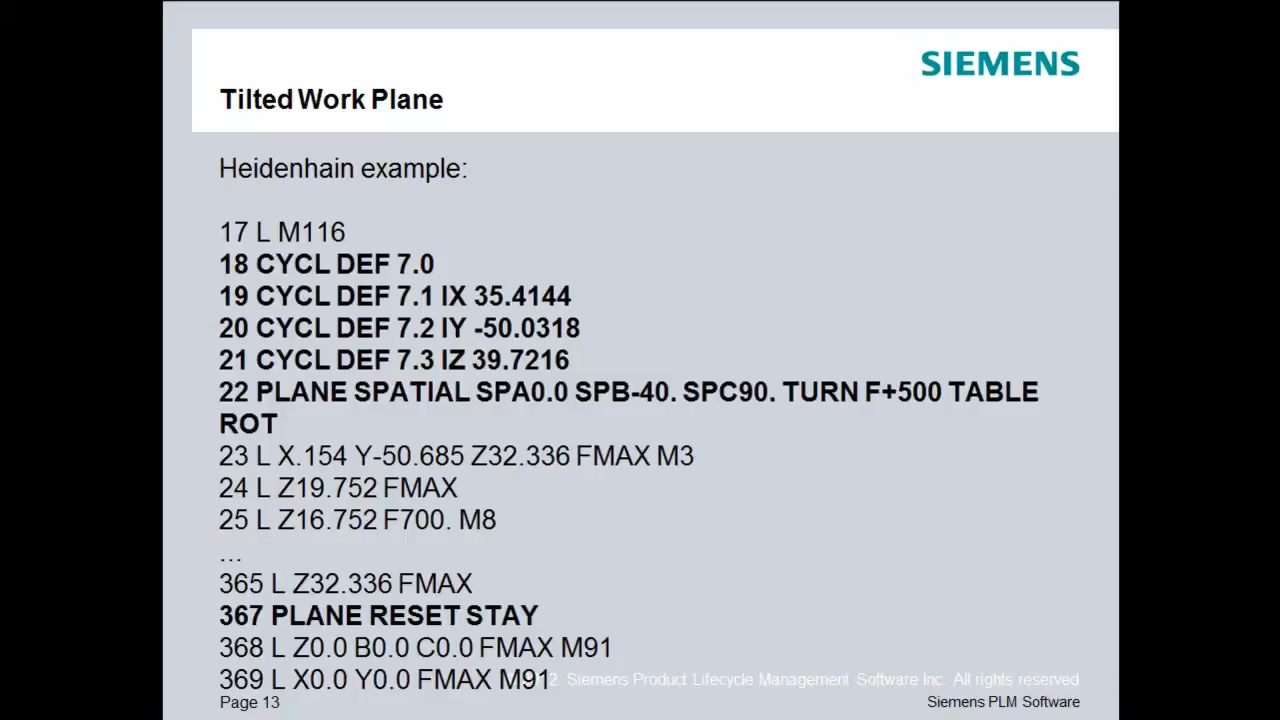 SIEMENS
Tilted Work Plane
Heidenhain example:
17 L M116
18 CYCL DEF 7.0
19 CYCL DEF 7.1 IX 35.4144
20 CYCL DEF 7.2 IY -50.0318
21 CYCL DEF 7.3 IZ 39.7216
22 PLANE SPATIAL SPA0.0 SPB-40. SPC90. TURN F+500 TABLE
ROT
23 L X.154 Y-50.685 Z32.336 FMAX M3
24 L Z19.752 FMAX
25 L Z16.752 F700. M8
...
365 L Z32.336 FMAX
367 PLANE RESET STAY
368 L Z0.0 B0.0 C0.0 FMAX M91
369 L X0.0 Y0.0 FMAX M91
2. Siemens Product Lifecycle Management Software Inc. All rights reserved
Page 13
Siemens PLM Software